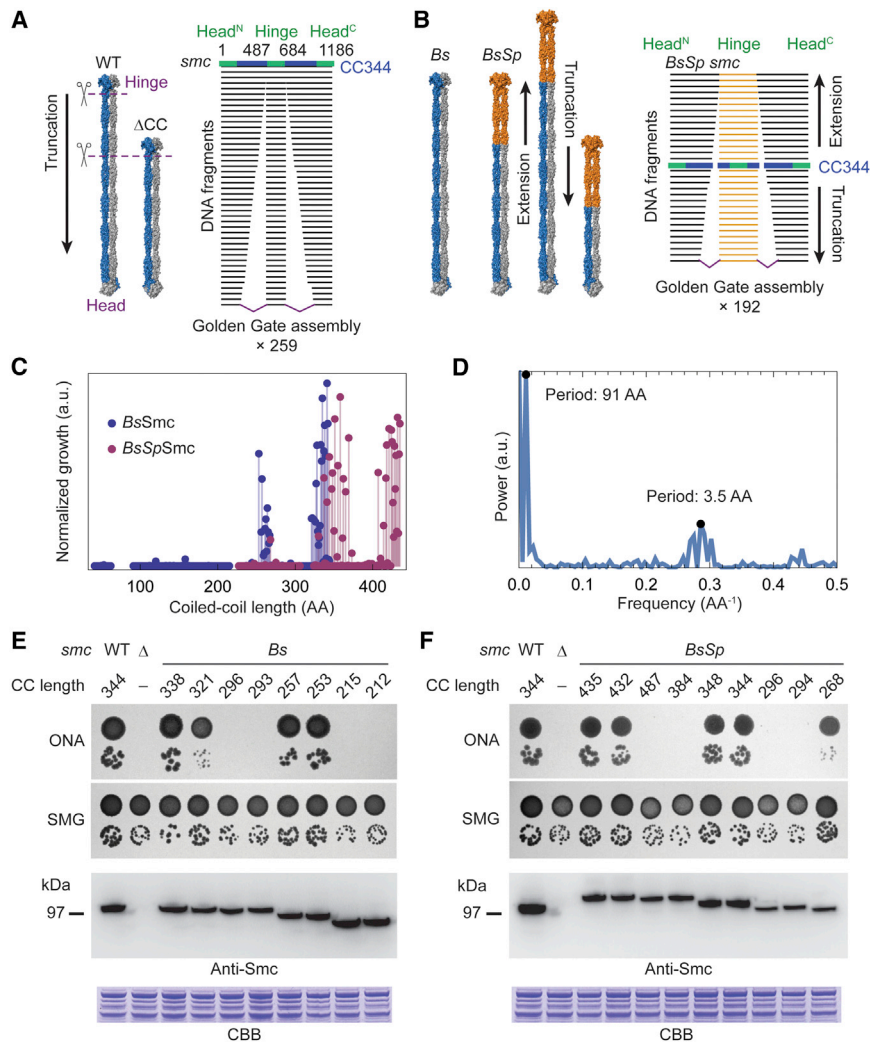 A
Head^N Hinge Head^C
1 487 684 1186
WT
smc
CC344
Hinge
ΔCC
Truncation
DNA fragments
Head
Golden Gate assembly
× 259
B
Bs
BsSp
Extension
Truncation
Head^N
Hinge
Head^C
BsSp smc
DNA fragments
Extension
CC344
Truncation
Golden Gate assembly
× 192
C
Normalized growth (a.u.)
BsSmc
BsSpSmc
100 200 300 400
Coiled-coil length (AA)
D
Power (a.u.)
Period: 91 AA
Period: 3.5 AA
0.0 0.1 0.2 0.3 0.4 0.5
Frequency (AA⁻¹)
E
smc WT Δ Bs
CC length 344 – 338 321 296 293 257 253 215 212
ONA
SMG
kDa
97
Anti-Smc
CBB
F
smc WT Δ BsSp
CC length 344 – 435 432 487 384 348 344 296 294 268
ONA
SMG
kDa
97
Anti-Smc
CBB